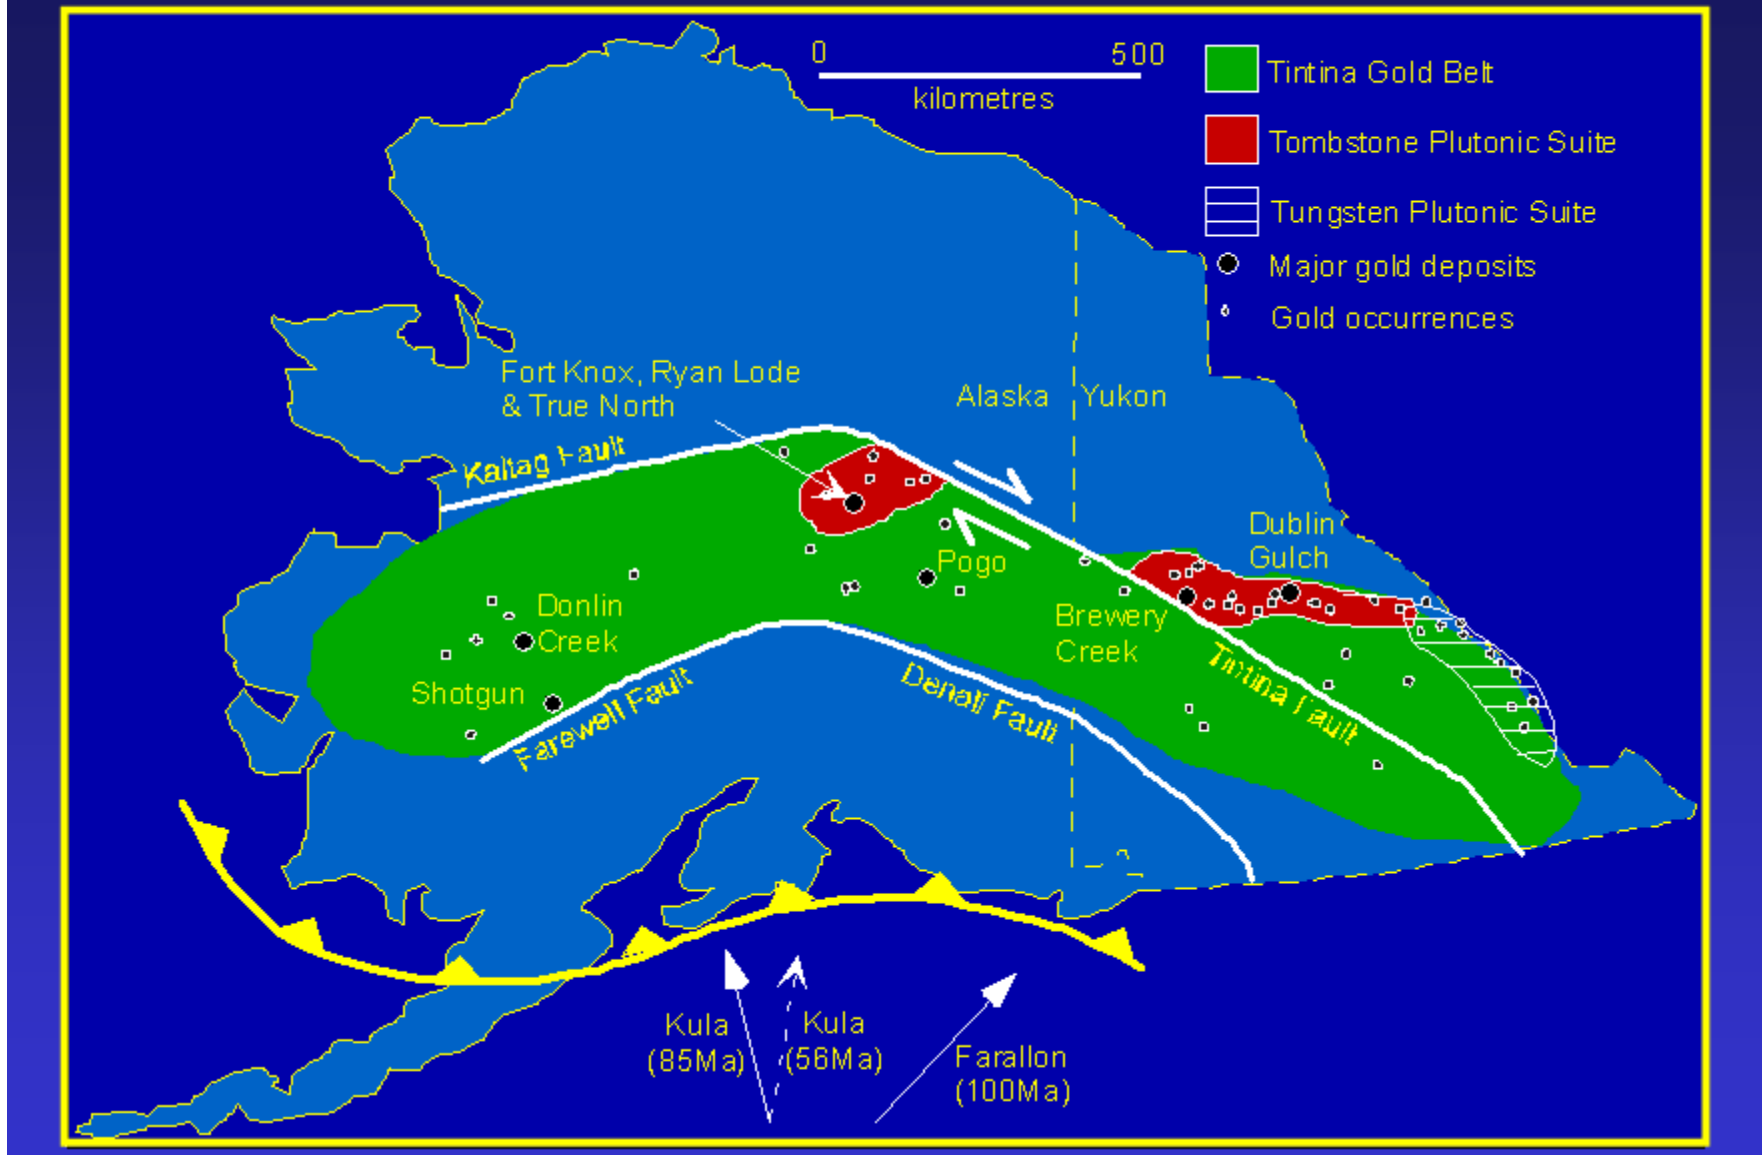 0 500
kilometres
Tintina Gold Belt
Tombstone Plutonic Suite
Tungsten Plutonic Suite
Major gold deposits
Gold occurrences
Fort Knox, Ryan Lode
& True North
Alaska
Yukon
Kaltag Fault
Dublin
Gulch
Pogo
Donlin
Creek
Brewery
Creek
Shotgun
Farewell Fault
Denali Fault
Tintina Fault
Kula
(85Ma)
Kula
(56Ma)
Farallon
(100Ma)